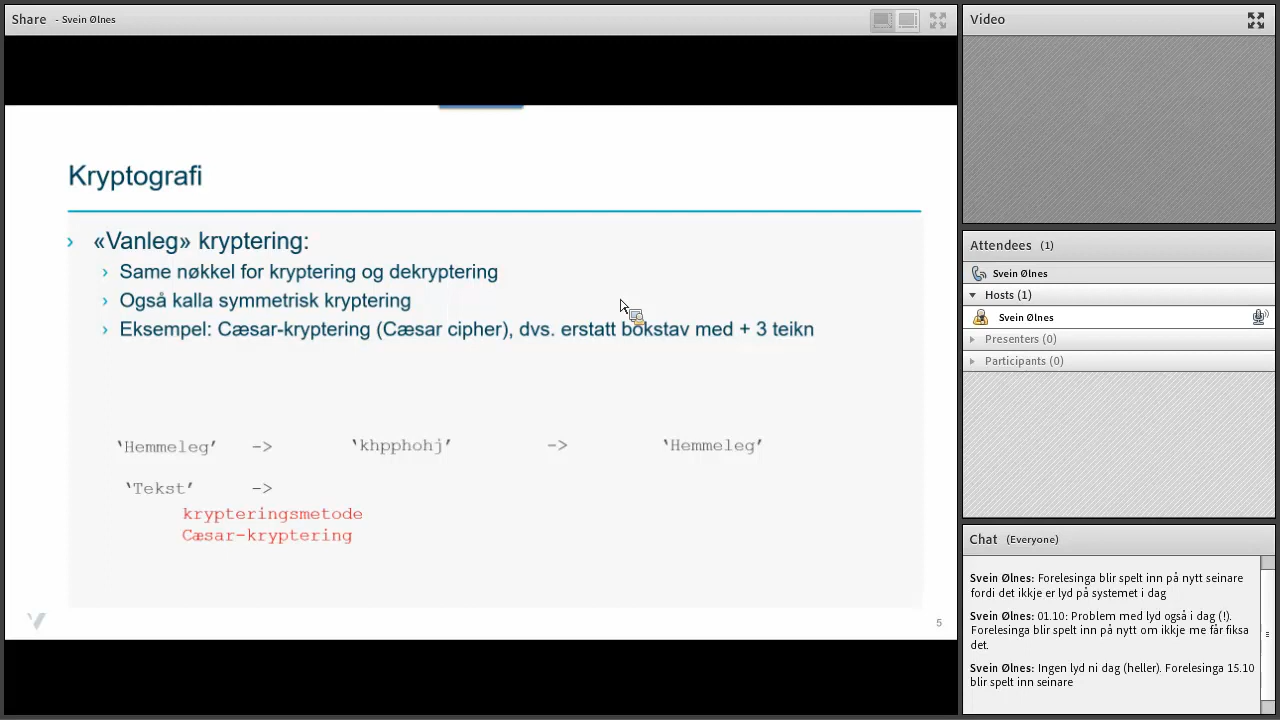 Share - Svein Ølnes
Kryptografi
› «Vanleg» kryptering:
› Same nøkkel for kryptering og dekryptering
› Også kalla symmetrisk kryptering
› Eksempel: Cæsar-kryptering (Cæsar cipher), dvs. erstatt bokstav med + 3 teikn
‘Hemmeleg’ -> ‘khpphohj’ -> ‘Hemmeleg’
‘Tekst’ ->
krypteringsmetode
Cæsar-kryptering
5
Video
Attendees (1)
Svein Ølnes
Hosts (1)
Svein Ølnes
Presenters (0)
Participants (0)
Chat (Everyone)
Svein Ølnes: Forelesinga blir spelt inn på nytt seinare
fordi det ikkje er lyd på systemet i dag
Svein Ølnes: 01.10: Problem med lyd også i dag (!).
Forelesinga blir spelt inn på nytt om ikkje me får fiksa
det.
Svein Ølnes: Ingen lyd ni dag (heller). Forelesinga 15.10
blir spelt inn seinare